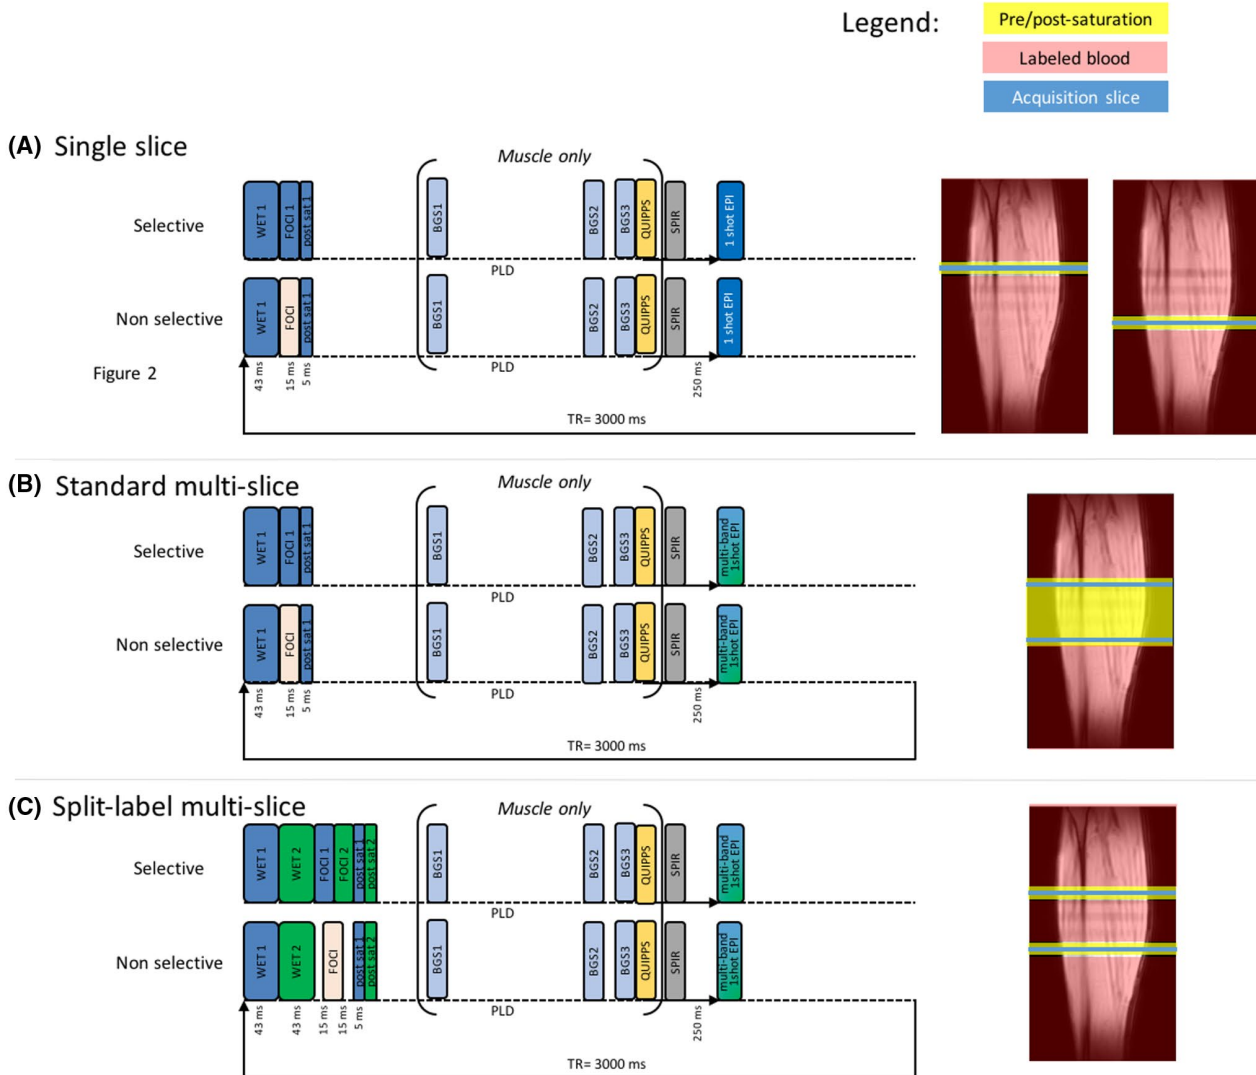 Legend:
Pre/post-saturation
Labeled blood
Acquisition slice
(A) Single slice
Muscle only
Selective
WET 1
FOCI 1
post sat 1
BGS1
BGS2
BGS3
QUIPPS
SPIR
1 shot EPI
PLD
Non selective
WET 1
FOCI
post sat 1
BGS1
BGS2
BGS3
QUIPPS
SPIR
1 shot EPI
PLD
Figure 2
43 ms
15 ms
5 ms
250 ms
TR= 3000 ms
(B) Standard multi-slice
Muscle only
Selective
WET 1
FOCI 1
post sat 1
BGS1
BGS2
BGS3
QUIPPS
SPIR
multi-band
1shot EPI
PLD
Non selective
WET 1
FOCI
post sat 1
BGS1
BGS2
BGS3
QUIPPS
SPIR
multi-band
1shot EPI
PLD
43 ms
15 ms
5 ms
250 ms
TR= 3000 ms
(C) Split-label multi-slice
Muscle only
Selective
WET 1
WET 2
FOCI 1
FOCI 2
post sat 1
post sat 2
BGS1
BGS2
BGS3
QUIPPS
SPIR
multi-band
1shot EPI
PLD
Non selective
WET 1
WET 2
FOCI
post sat 1
post sat 2
BGS1
BGS2
BGS3
QUIPPS
SPIR
multi-band
1shot EPI
PLD
43 ms
43 ms
15 ms
15 ms
5 ms
250 ms
TR= 3000 ms